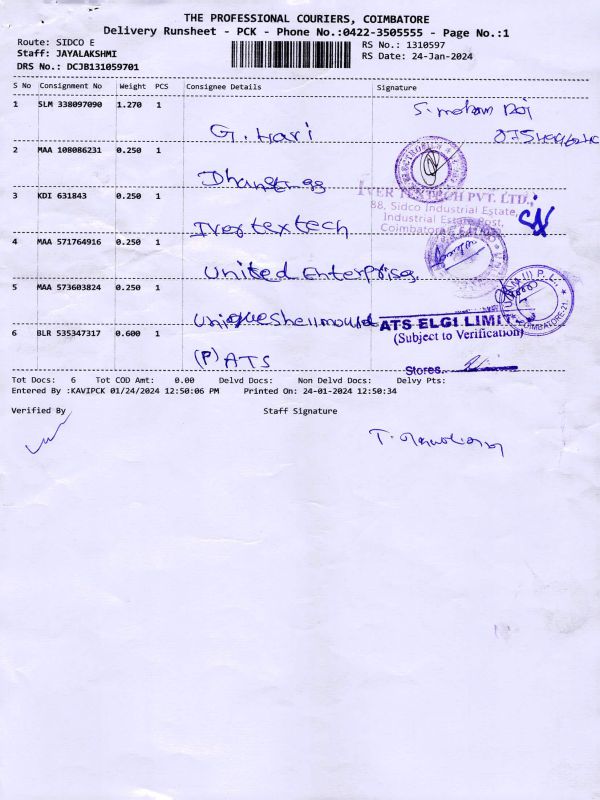 THE PROFESSIONAL COURIERS, COIMBATORE
Delivery Runsheet - PCK - Phone No.:0422-3505555 - Page No.:1
Route: SIDCO E
Staff: JAYALAKSHMI
DRS No.: DCJB131059701
RS No.: 1310597
RS Date: 24-Jan-2024
S No Consignment No Weight PCS Consignee Details Signature
1 SLM 338097090 1.270 1
G. Hari
2 MAA 108086231 0.250 1
3 KDI 631843 0.250 1
IVER TEXTECH PVT. LTD.,
88, Sidco Industrial Estate,
Industrial Estate Post,
Ivertextech
4 MAA 571764916 0.250 1
United Enterprises
5 MAA 573603824 0.250 1
uniqueshellmould
ATS ELGI LIMIT
(Subject to Verification)
6 BLR 535347317 0.600 1
(P) ATS
Stores
Tot Docs: 6 Tot COD Amt: 0.00 Delvd Docs: Non Delvd Docs: Delvy Pts:
Entered By :KAVIPCK 01/24/2024 12:50:06 PM Printed On: 24-01-2024 12:50:34
Verified By Staff Signature